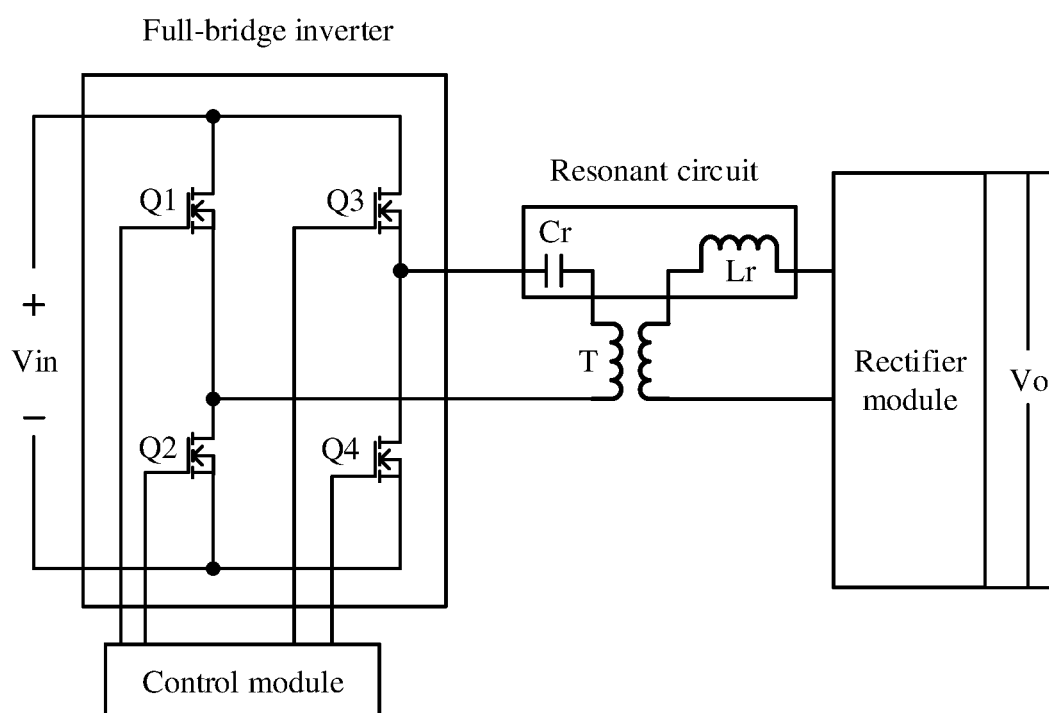 Full-bridge inverter
Resonant circuit
Q1
Q3
Cr
Lr
+
Vin
−
T
Rectifier
module
Vo
Q2
Q4
Control module